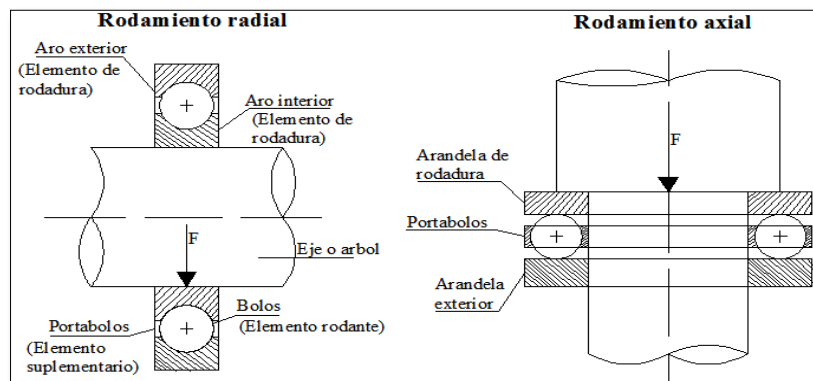 Rodamiento radial
Aro exterior
(Elemento de
rodadura)
Aro interior
(Elemento de
rodadura)
F
Eje o arbol
Portabolos
(Elemento
suplementario)
Bolos
(Elemento rodante)
Rodamiento axial
F
Arandela de
rodadura
Portabolos
Arandela
exterior